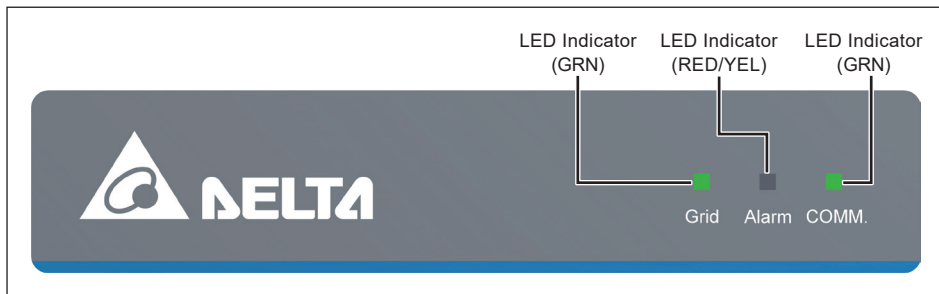 LED Indicator
(GRN)
LED Indicator
(RED/YEL)
LED Indicator
(GRN)
DELTA
Grid
Alarm
COMM.